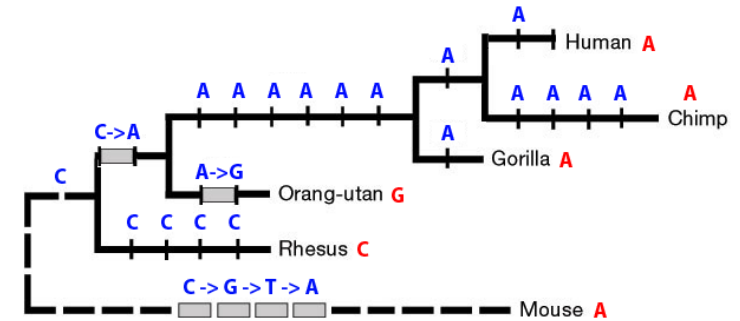 A
Human A
A
A A A A A A
A A A A
A
Chimp
C->A
A
Gorilla A
C
A->G
Orang-utan G
C C C C
Rhesus C
C -> G -> T -> A
Mouse A